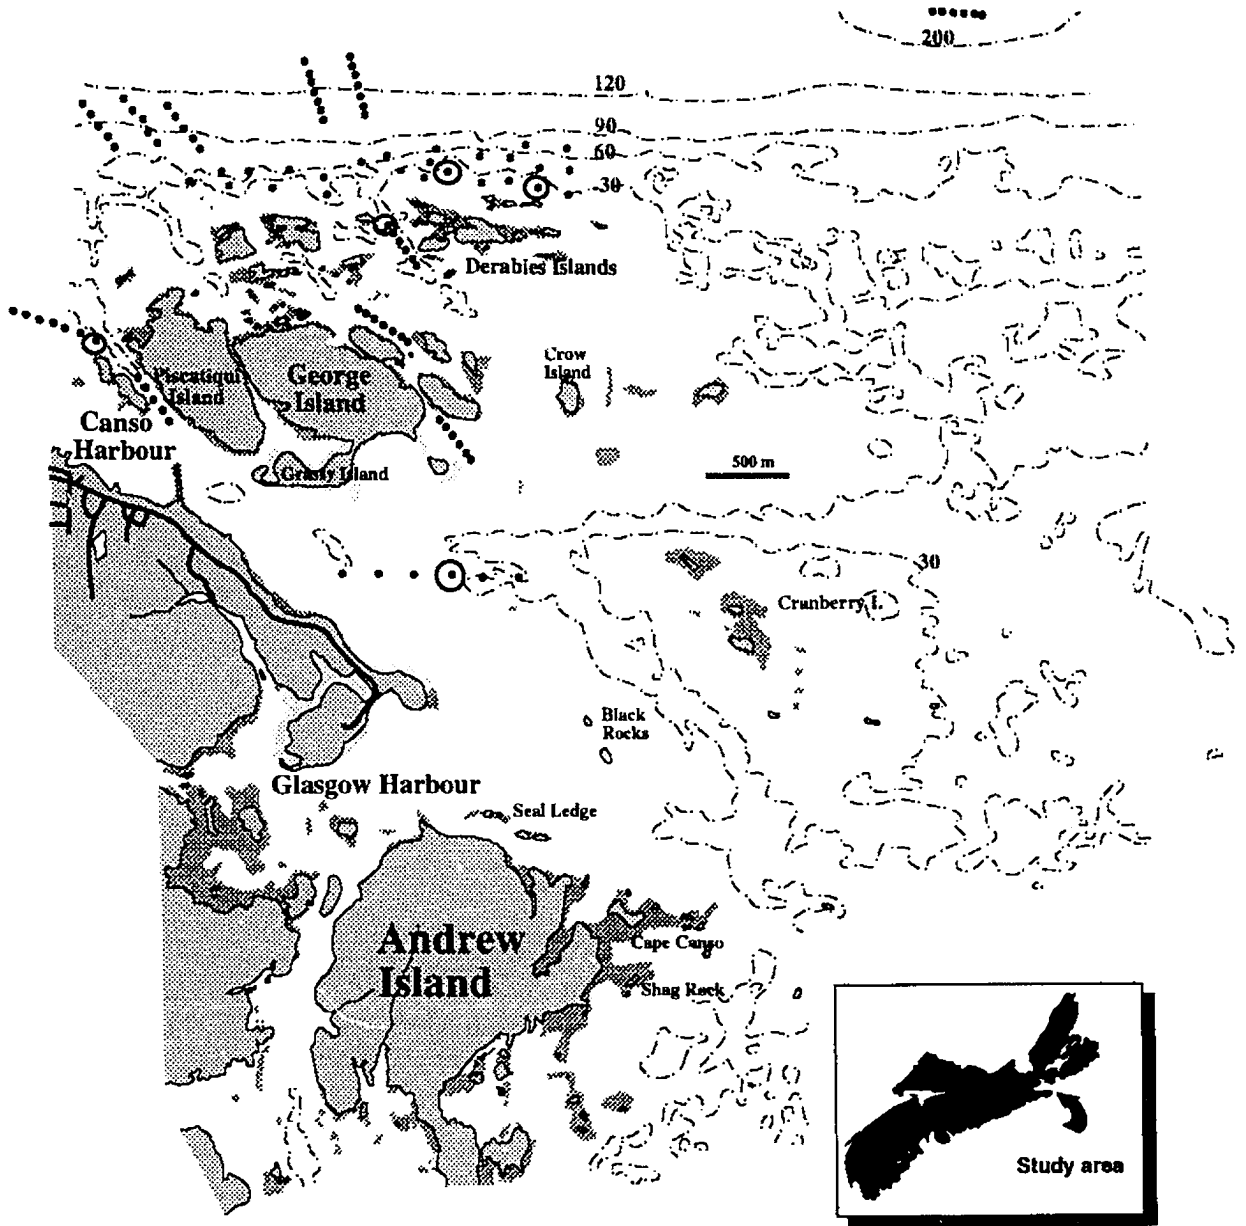 200
120
90
60
30
Derabies Islands
Crow
Island
Piscatiqui
Island
George
Island
Canso
Harbour
Grassy Island
500 m
30
Cranberry I.
Black
Rocks
Glasgow Harbour
Seal Ledge
Andrew
Island
Cape Canso
Shag Rock
Study area